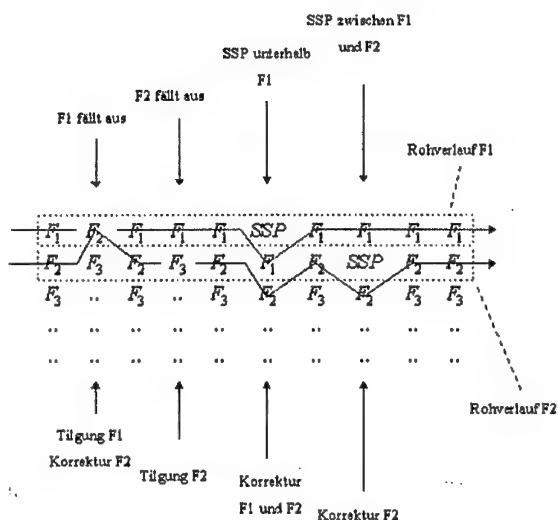 SSP zwischen F1
und F2
SSP unterhalb
F1
F2 fällt aus
F1 fällt aus
Rohverlauf F1
F₁ F₂ F₁ F₁ F₁ SSP F₁ F₁ F₁ F₁
F₂ F₃ F₂ F₃ F₂ F₁ F₂ SSP F₂ F₂
F₃ .. F₃ .. F₃ F₂ F₃ F₂ F₃ F₃
.. .. .. .. .. .. .. .. .. ..
.. .. .. .. .. .. .. .. .. ..
Rohverlauf F2
Tilgung F1
Korrektur F2
Tilgung F2
Korrektur
F1 und F2
Korrektur F2